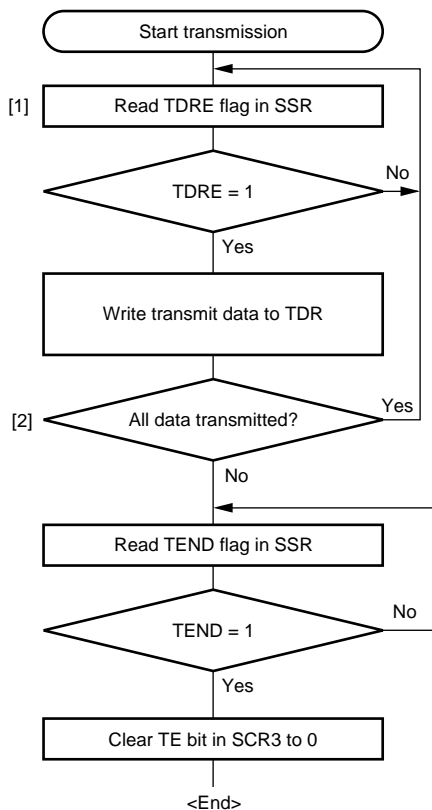 Start transmission
[1]
Read TDRE flag in SSR
TDRE = 1
No
Yes
Write transmit data to TDR
[2]
All data transmitted?
Yes
No
Read TEND flag in SSR
TEND = 1
No
Yes
Clear TE bit in SCR3 to 0
<End>